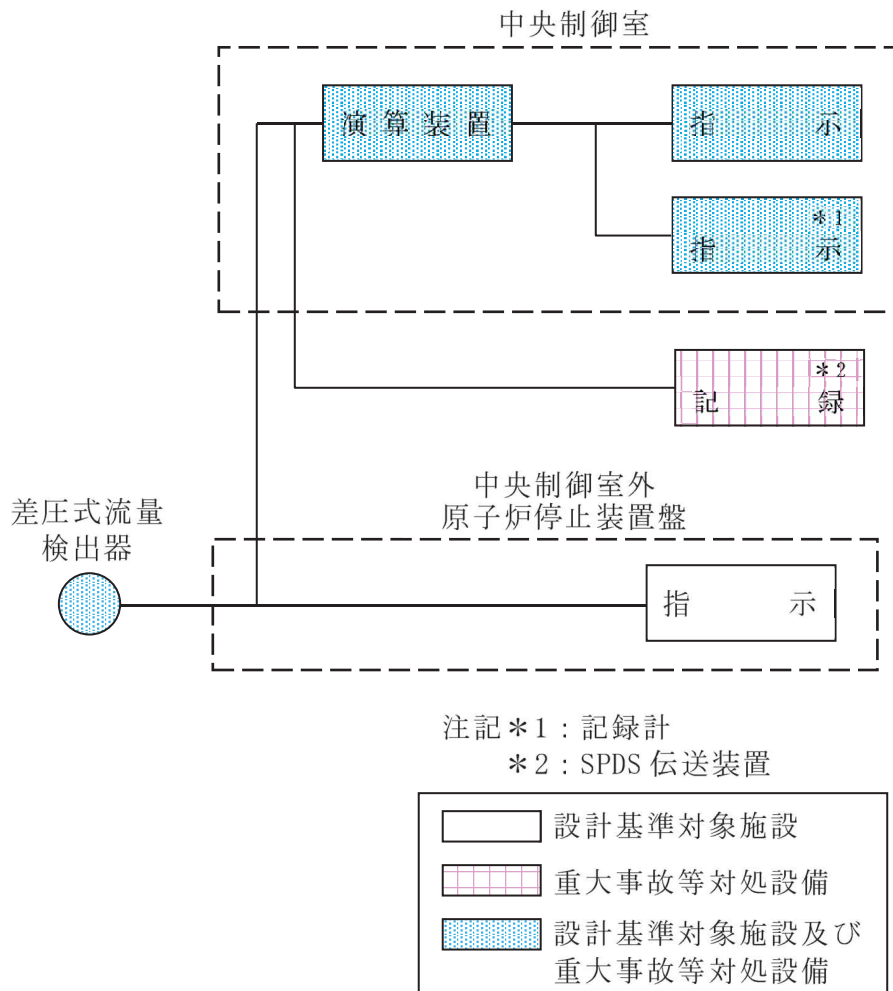 中央制御室
演算装置
指示
＊1
指示
＊2
記録
中央制御室外
原子炉停止装置盤
差圧式流量
検出器
指示
注記＊1：記録計
＊2：SPDS 伝送装置
設計基準対象施設
重大事故等対処設備
設計基準対象施設及び
重大事故等対処設備